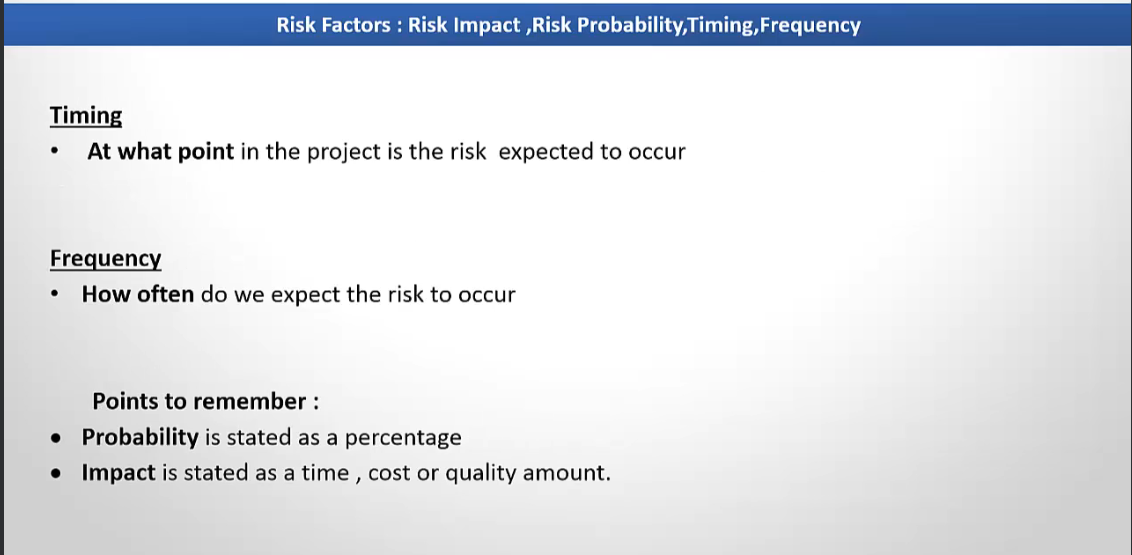 Risk Factors : Risk Impact ,Risk Probability,Timing,Frequency
Timing
• At what point in the project is the risk expected to occur
Frequency
• How often do we expect the risk to occur
Points to remember :
• Probability is stated as a percentage
• Impact is stated as a time , cost or quality amount.